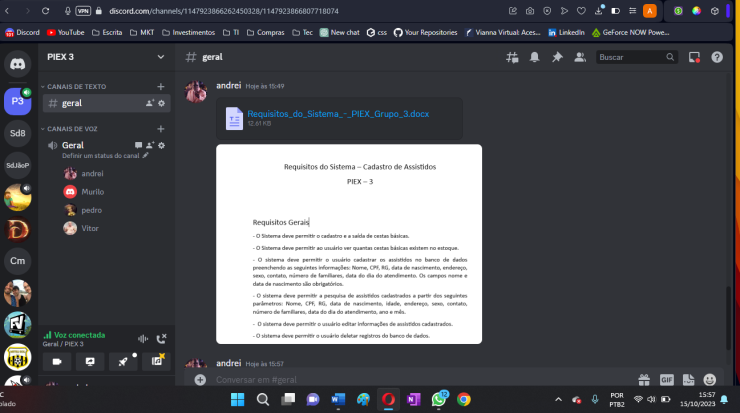 VPN
discord.com/channels/1147923866262450328/1147923866807718074
Discord
YouTube
Escrita
MKT
Investimentos
TI
Compras
Tec
New chat
css
Your Repositories
Vianna Virtual: Aces...
LinkedIn
GeForce NOW Powe...
PIEX 3
geral
Buscar
CANAIS DE TEXTO
geral
CANAIS DE VOZ
Geral
Definir um status do canal
andrei
Murilo
pedro
Vitor
P3
Sd8
SdJãoP
Cm
andrei Hoje às 15:49
Requisitos_do_Sistema_-_PIEX_Grupo_3.docx
12.61 KB
Requisitos do Sistema – Cadastro de Assistidos
PIEX – 3
Requisitos Gerais
- O Sistema deve permitir o cadastro e a saída de cestas básicas.
- O Sistema deve permitir ao usuário ver quantas cestas básicas existem no estoque.
- O sistema deve permitir o usuário cadastrar os assistidos no banco de dados
preenchendo as seguintes informações: Nome, CPF, RG, data de nascimento, endereço,
sexo, contato, número de familiares, data do dia do atendimento. Os campos nome e
data de nascimento são obrigatórios.
- O sistema deve permitir a pesquisa de assistidos cadastrados a partir dos seguintes
parâmetros: Nome, CPF, RG, data de nascimento, idade, endereço, sexo, contato,
número de familiares, data do dia do atendimento, ano e mês.
- O sistema deve permitir o usuário editar informações de assistidos cadastrados.
- O sistema deve permitir o usuário deletar registros do banco de dados.
andrei Hoje às 15:57
Conversar em #geral
GIF
Voz conectada
Geral / PIEX 3
°C
olado
12
POR
PTB2
15:57
15/10/2023